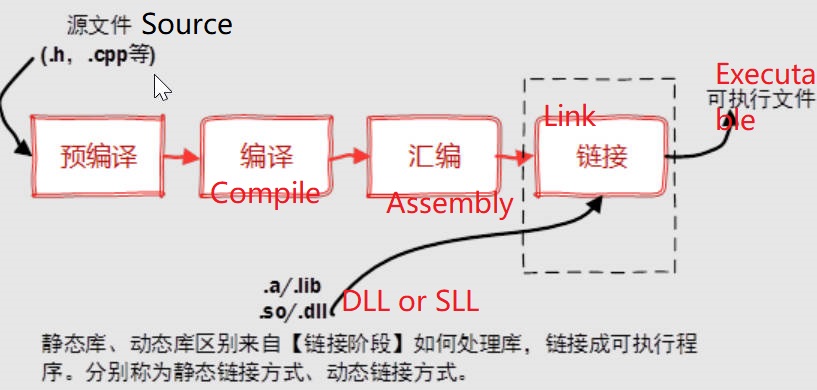 源文件 Source
(.h，.cpp等)
Executa
ble
可执行文件
预编译
编译
Compile
汇编
Assembly
Link
链接
.a/.lib
.so/.dll
DLL or SLL
静态库、动态库区别来自【链接阶段】如何处理库，链接成可执行程
序。分别称为静态链接方式、动态链接方式。